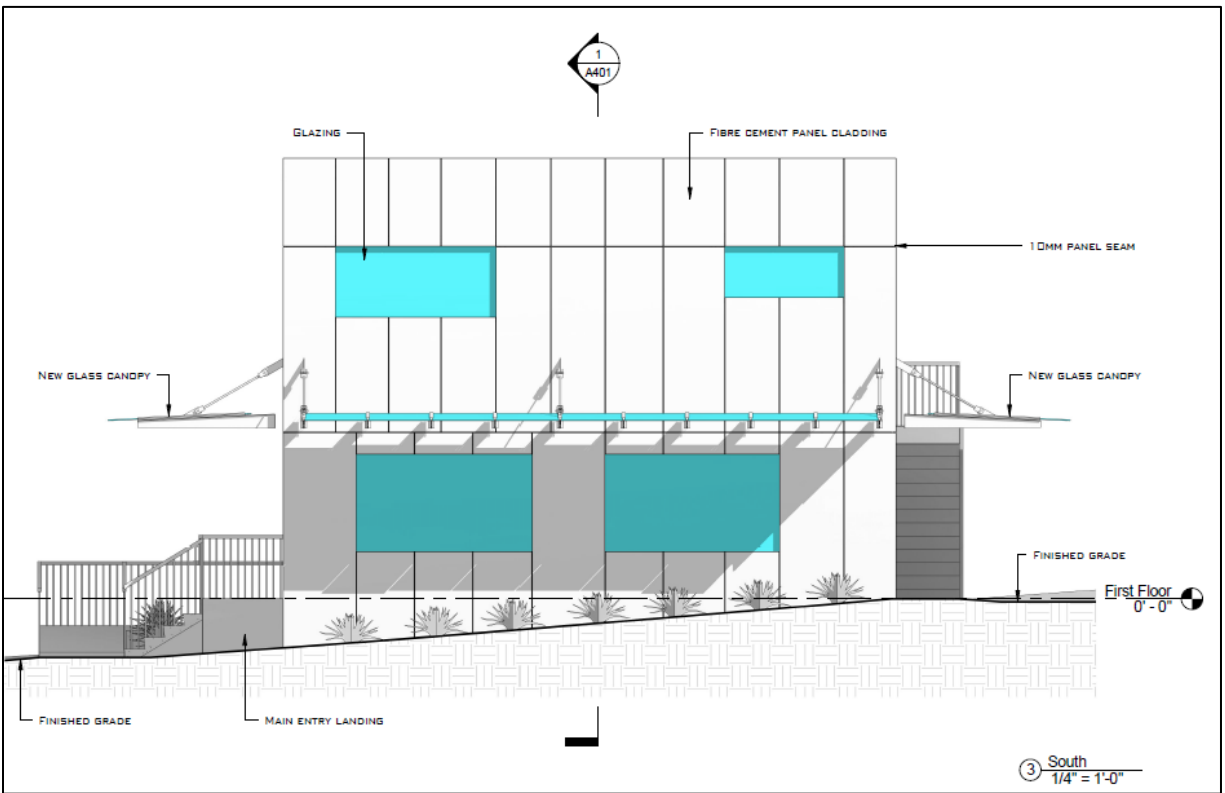 1
A401
GLAZING
FIBRE CEMENT PANEL CLADDING
10MM PANEL SEAM
NEW GLASS CANOPY
NEW GLASS CANOPY
FINISHED GRADE
First Floor
0' - 0"
FINISHED GRADE
MAIN ENTRY LANDING
3
South
1/4" = 1'-0"